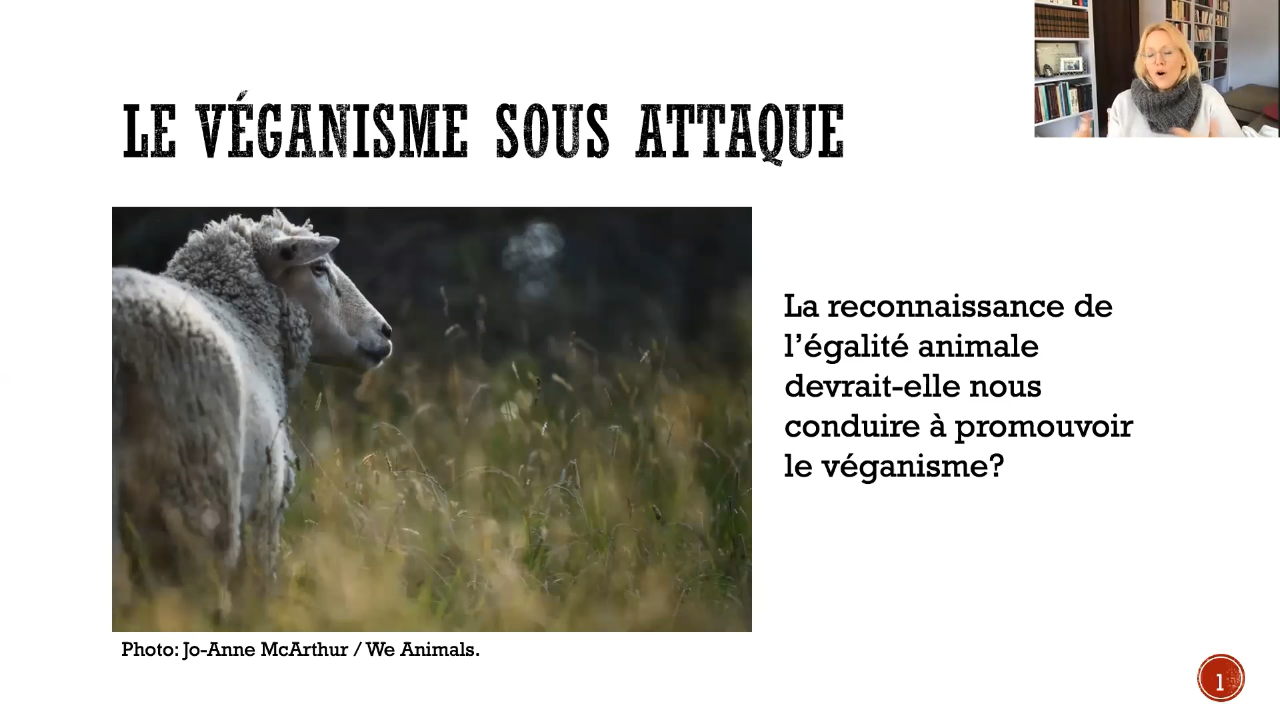 LE VÉGANISME SOUS ATTAQUE
La reconnaissance de
l’égalité animale
devrait-elle nous
conduire à promouvoir
le véganisme?
Photo: Jo-Anne McArthur / We Animals.
1